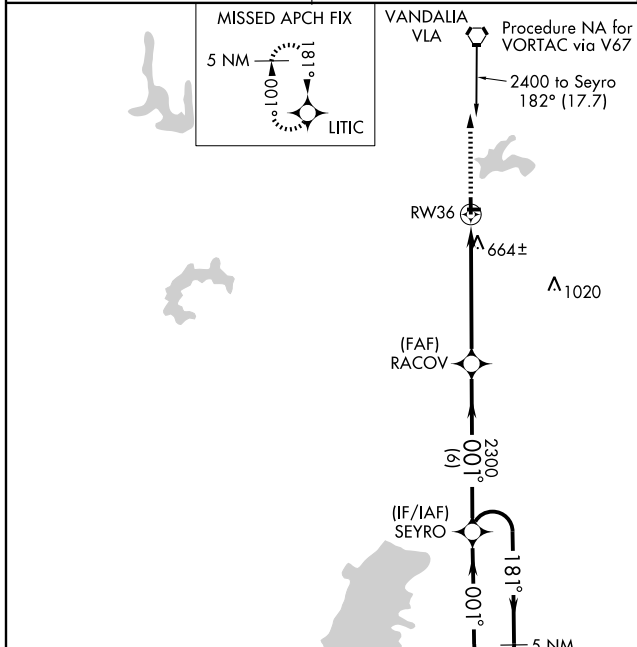 MISSED APCH FIX
5 NM
181°
001°
LITIC
VANDALIA
VLA
Procedure NA for
VORTAC via V67
2400 to Seyro
182° (17.7)
RW36
664±
1020
(FAF)
RACOV
2300
001°
(6)
(IF/IAF)
SEYRO
181°
001°
5 NM